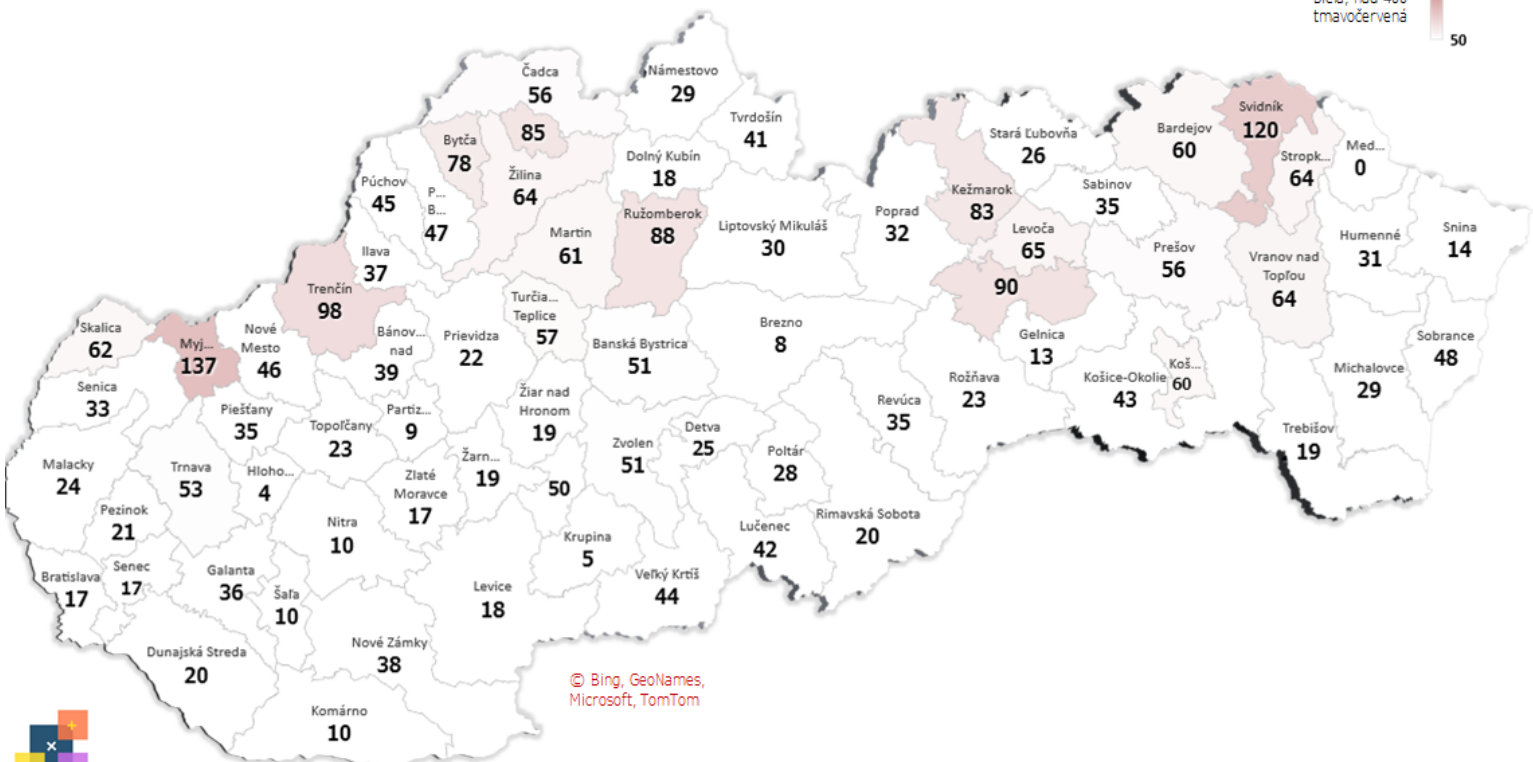 tmavočervená
50
Čadca
56
Námestovo
29
Tvrdošín
41
Bytča
78
85
Žilina
64
Dolný Kubín
18
Púchov
45
P...
B...
47
Ilava
37
Martin
61
Ružomberok
88
Liptovský Mikuláš
30
Poprad
32
Kežmarok
83
Stará Ľubovňa
26
Bardejov
60
Svidník
120
Stropk...
64
Med...
0
Sabinov
35
Levoča
65
Prešov
56
Vranov nad
Topľou
64
Humenné
31
Snina
14
90
Gelnica
13
Trenčín
98
Skalica
62
Myj...
137
Nové
Mesto
46
Bánov...
nad
39
Prievidza
22
Turčia...
Teplice
57
Banská Bystrica
51
Brezno
8
Rožňava
23
Košice-Okolie
43
Koš...
60
Michalovce
29
Sobrance
48
Senica
33
Piešťany
35
Topoľčany
23
Partiz...
9
Žiar nad
Hronom
19
Zvolen
51
Detva
25
Poltár
28
Revúca
35
Trebišov
19
Malacky
24
Trnava
53
Hloho...
4
Zlaté
Moravce
17
Žarn...
19
50
Pezinok
21
Nitra
10
Krupina
5
Lučenec
42
Rimavská Sobota
20
Bratislava
17
Senec
17
Galanta
36
Šaľa
10
Levice
18
Veľký Krtíš
44
Dunajská Streda
20
Nové Zámky
38
Komárno
10
© Bing, GeoNames,
Microsoft, TomTom